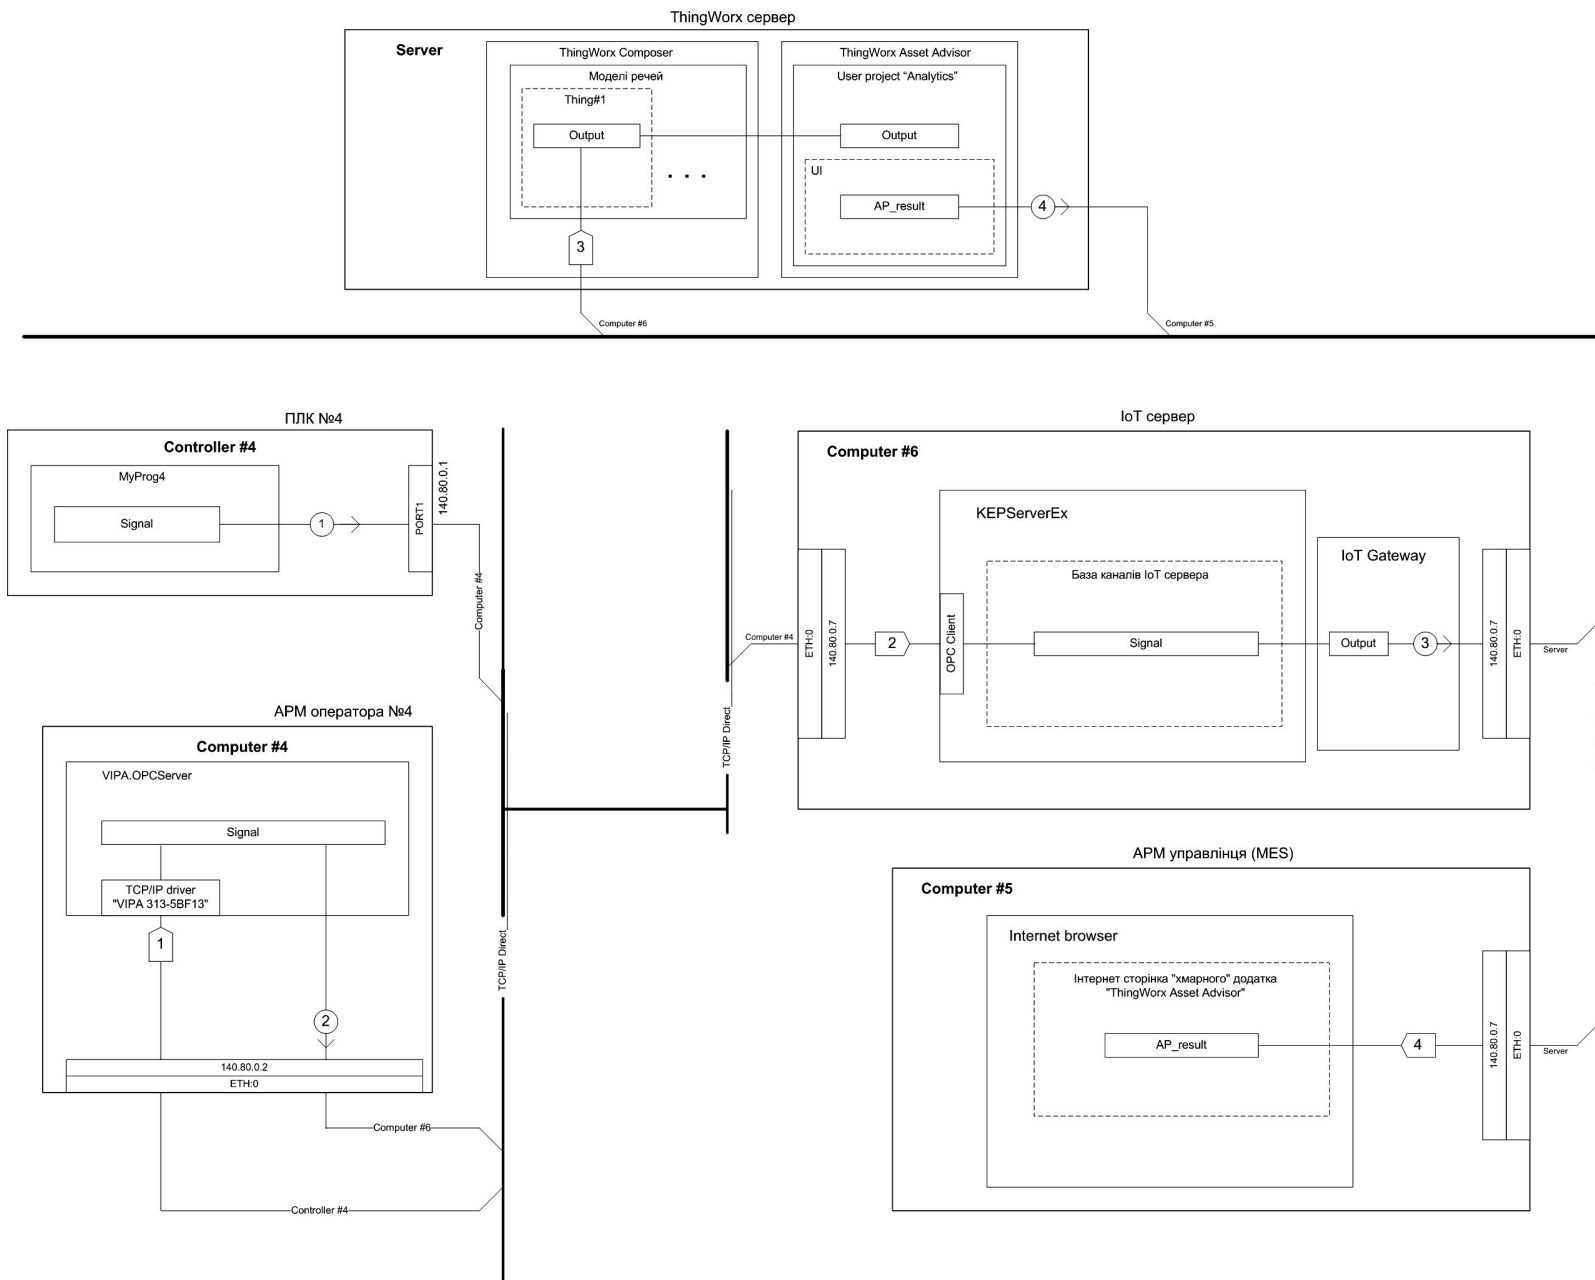 ThingWorx сервер
Server
ThingWorx Composer
ThingWorx Asset Advisor
Моделі речей
User project “Analytics”
Thing#1
Output
Output
. . .
UI
AP_result
4
3
Computer #6
Computer #5
ПЛК №4
Controller #4
MyProg4
Signal
1
PORT1
140.80.0.1
Computer #4
АРМ оператора №4
Computer #4
VIPA.OPCServer
Signal
TCP/IP driver
"VIPA 313-5BF13"
1
2
140.80.0.2
ETH:0
Computer #6
Controller #4
TCP/IP Direct
TCP/IP Direct
IoT сервер
Computer #6
KEPServerEx
IoT Gateway
База каналів IoT сервера
Computer #4
ETH:0
140.80.0.7
2
OPC Client
Signal
Output
3
140.80.0.7
ETH:0
Server
АРМ управлінця (MES)
Computer #5
Internet browser
Інтернет сторінка "хмарного" додатка
"ThingWorx Asset Advisor"
AP_result
4
140.80.0.7
ETH:0
Server